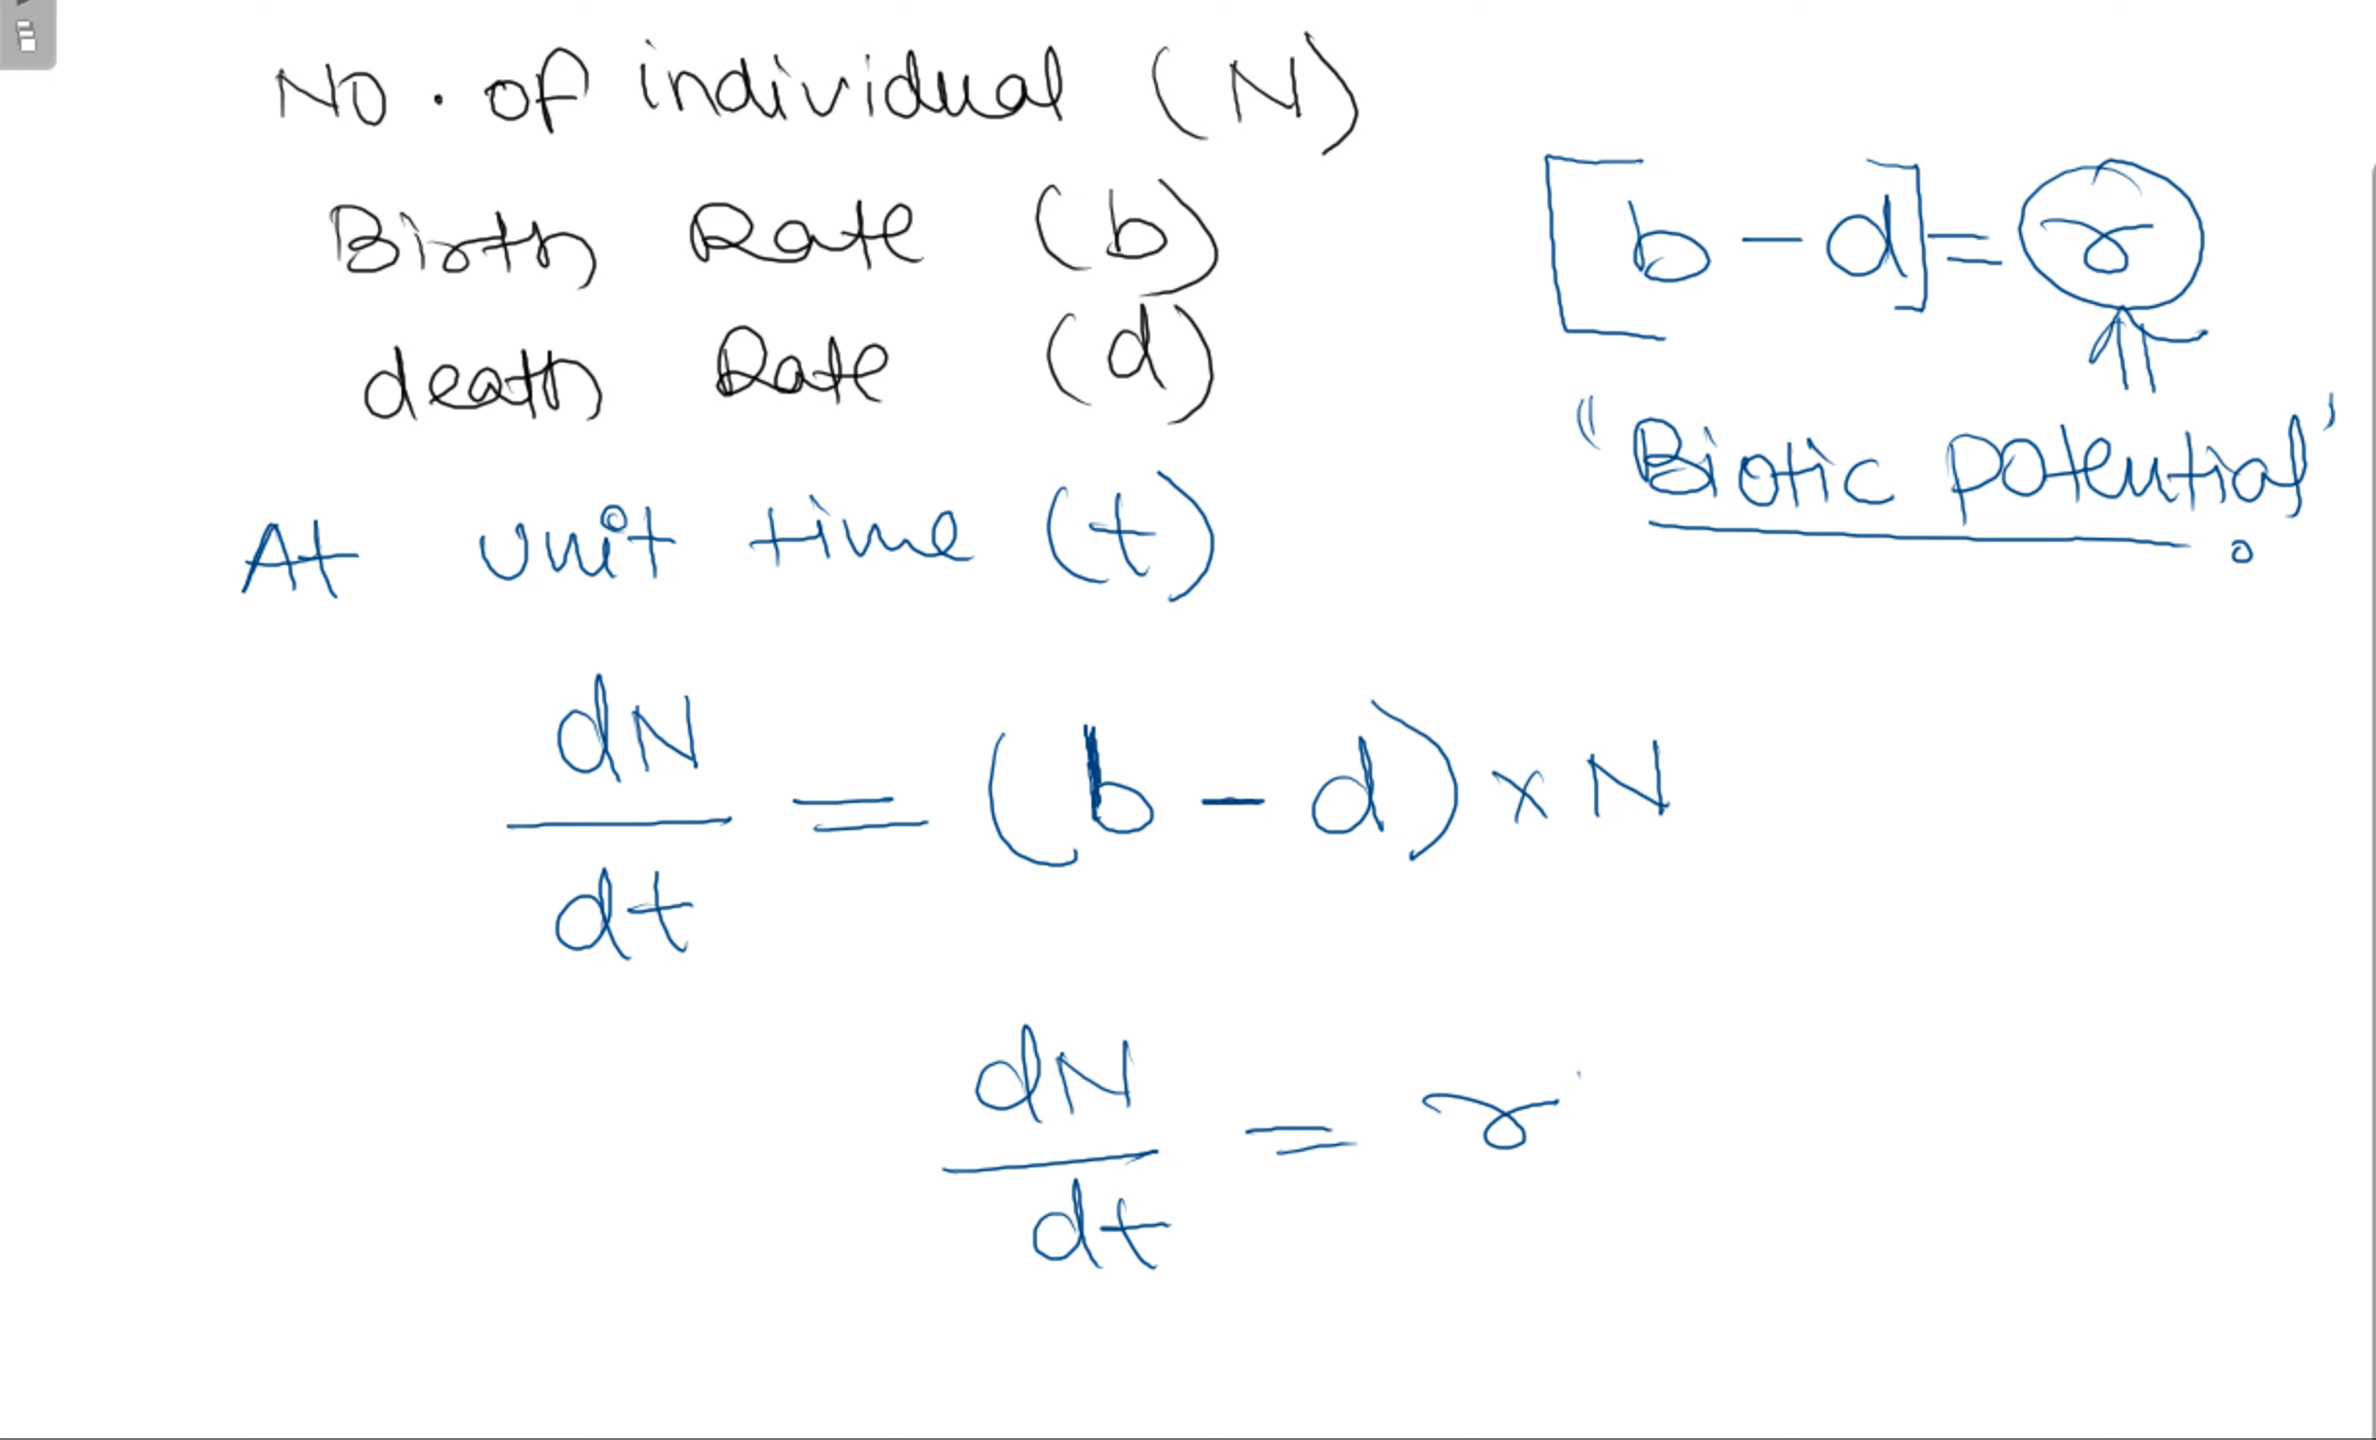 No. of individual (N)
Birth Rate (b)
death Rate (d)
At unit time (t)
[b - d] = r
"Biotic potential"
dN/dt = (b - d) x N
dN/dt = r